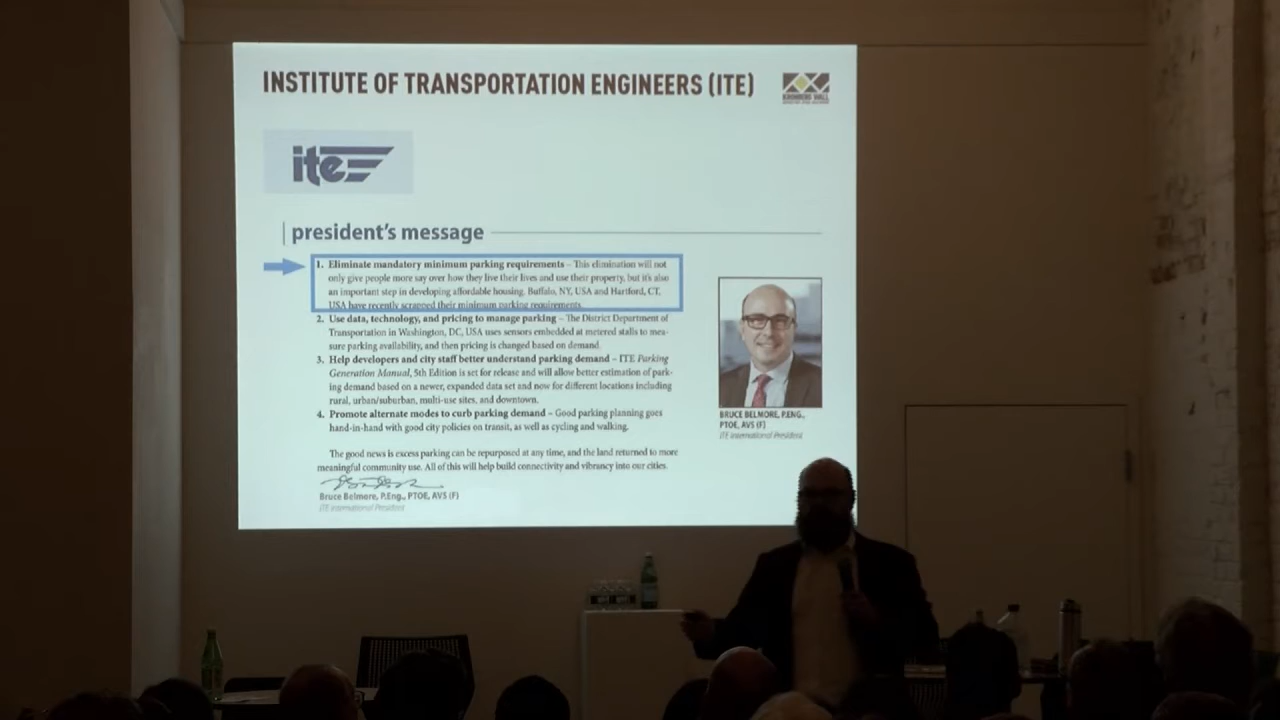 INSTITUTE OF TRANSPORTATION ENGINEERS (ITE)
ite
president's message
1. Eliminate mandatory minimum parking requirements – This elimination will not
only give people more say over how they live their lives and use their property, but it's also
an important step in developing affordable housing. Buffalo, NY, USA and Hartford, CT,
USA have recently scrapped their minimum parking requirements.
2. Use data, technology, and pricing to manage parking – The District Department of
Transportation in Washington, DC, USA uses sensors embedded at metered stalls to mea-
sure parking availability, and then pricing is changed based on demand.
3. Help developers and city staff better understand parking demand – ITE Parking
Generation Manual, 5th Edition is set for release and will allow better estimation of park-
ing demand based on a newer, expanded data set and now for different locations including
rural, urban/suburban, multi-use sites, and downtown.
4. Promote alternate modes to curb parking demand – Good parking planning goes
hand-in-hand with good city policies on transit, as well as cycling and walking.
The good news is excess parking can be repurposed at any time, and the land returned to more
meaningful community use. All of this will help build connectivity and vibrancy into our cities.
Bruce Belmore, P.Eng., PTOE, AVS (F)
ITE International President
BRUCE BELMORE, P.ENG.,
PTOE, AVS (F)
ITE International President